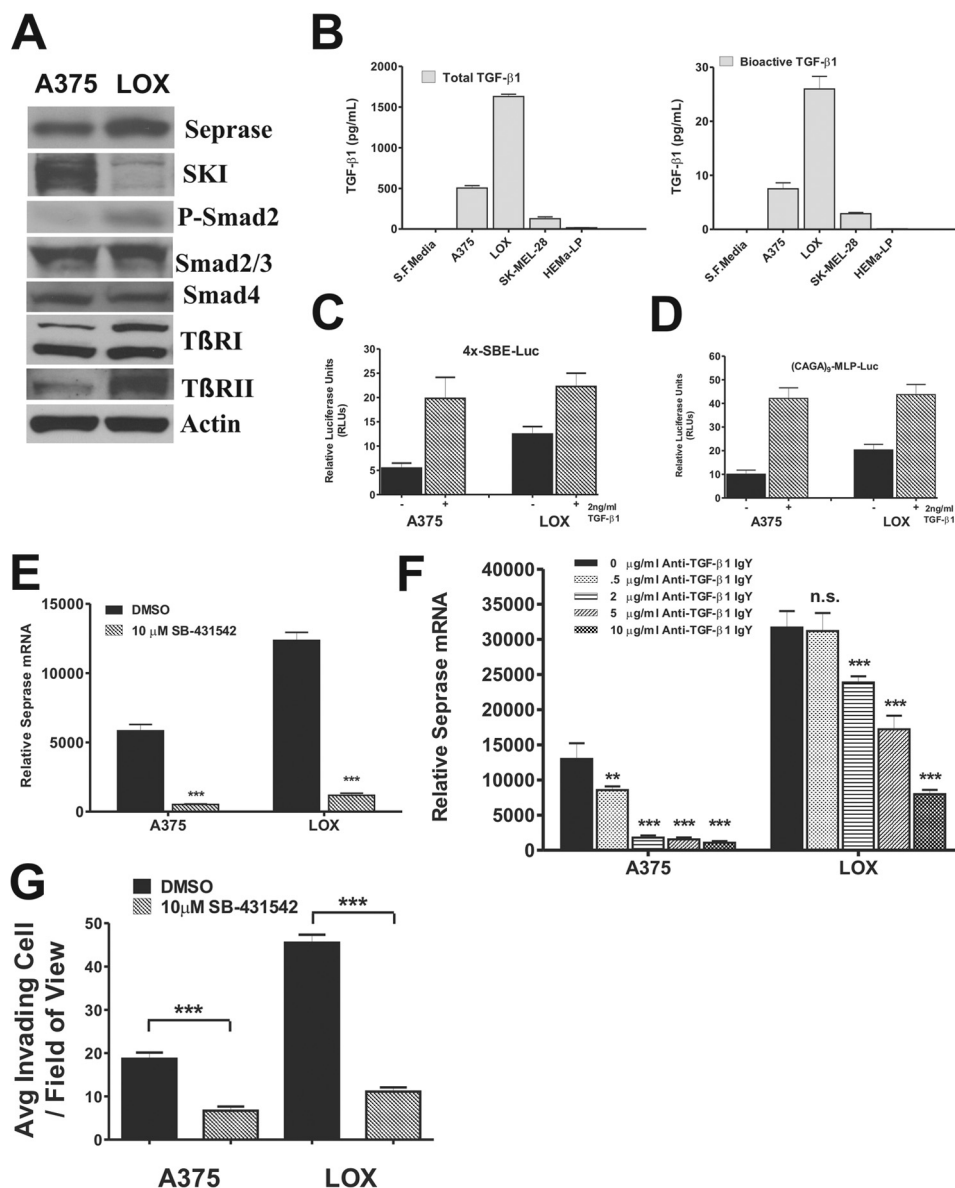 A
A375 LOX
Seprase
SKI
P-Smad2
Smad2/3
Smad4
TßRI
TßRII
Actin
B
Total TGF-β1
TGF-β1 (pg/mL)
2000
1500
1000
500
0
S.F.Media
A375
LOX
SK-MEL-28
HEMa-LP
Bioactive TGF-β1
TGF-β1 (pg/mL)
30
20
10
0
S.F.Media
A375
LOX
SK-MEL-28
HEMa-LP
C
4x-SBE-Luc
Relative Luciferase Units
(RLUs)
25
20
15
10
5
0
- + - + 2ng/ml
A375 LOX TGF-β1
D
(CAGA)9-MLP-Luc
Relative Luciferase Units
(RLUs)
60
50
40
30
20
10
0
- + - + 2ng/ml
A375 LOX TGF-β1
E
DMSO
10 μM SB-431542
Relative Seprase mRNA
15000
10000
5000
0
*** ***
A375 LOX
F
0 μg/ml Anti-TGF-β1 IgY
.5 μg/ml Anti-TGF-β1 IgY
2 μg/ml Anti-TGF-β1 IgY
5 μg/ml Anti-TGF-β1 IgY
10 μg/ml Anti-TGF-β1 IgY
Relative Seprase mRNA
40000
35000
30000
25000
20000
15000
10000
5000
0
** *** *** ***
n.s. *** *** ***
A375 LOX
G
DMSO
10μM SB-431542
Avg Invading Cell
/ Field of View
50
40
30
20
10
0
*** ***
A375 LOX